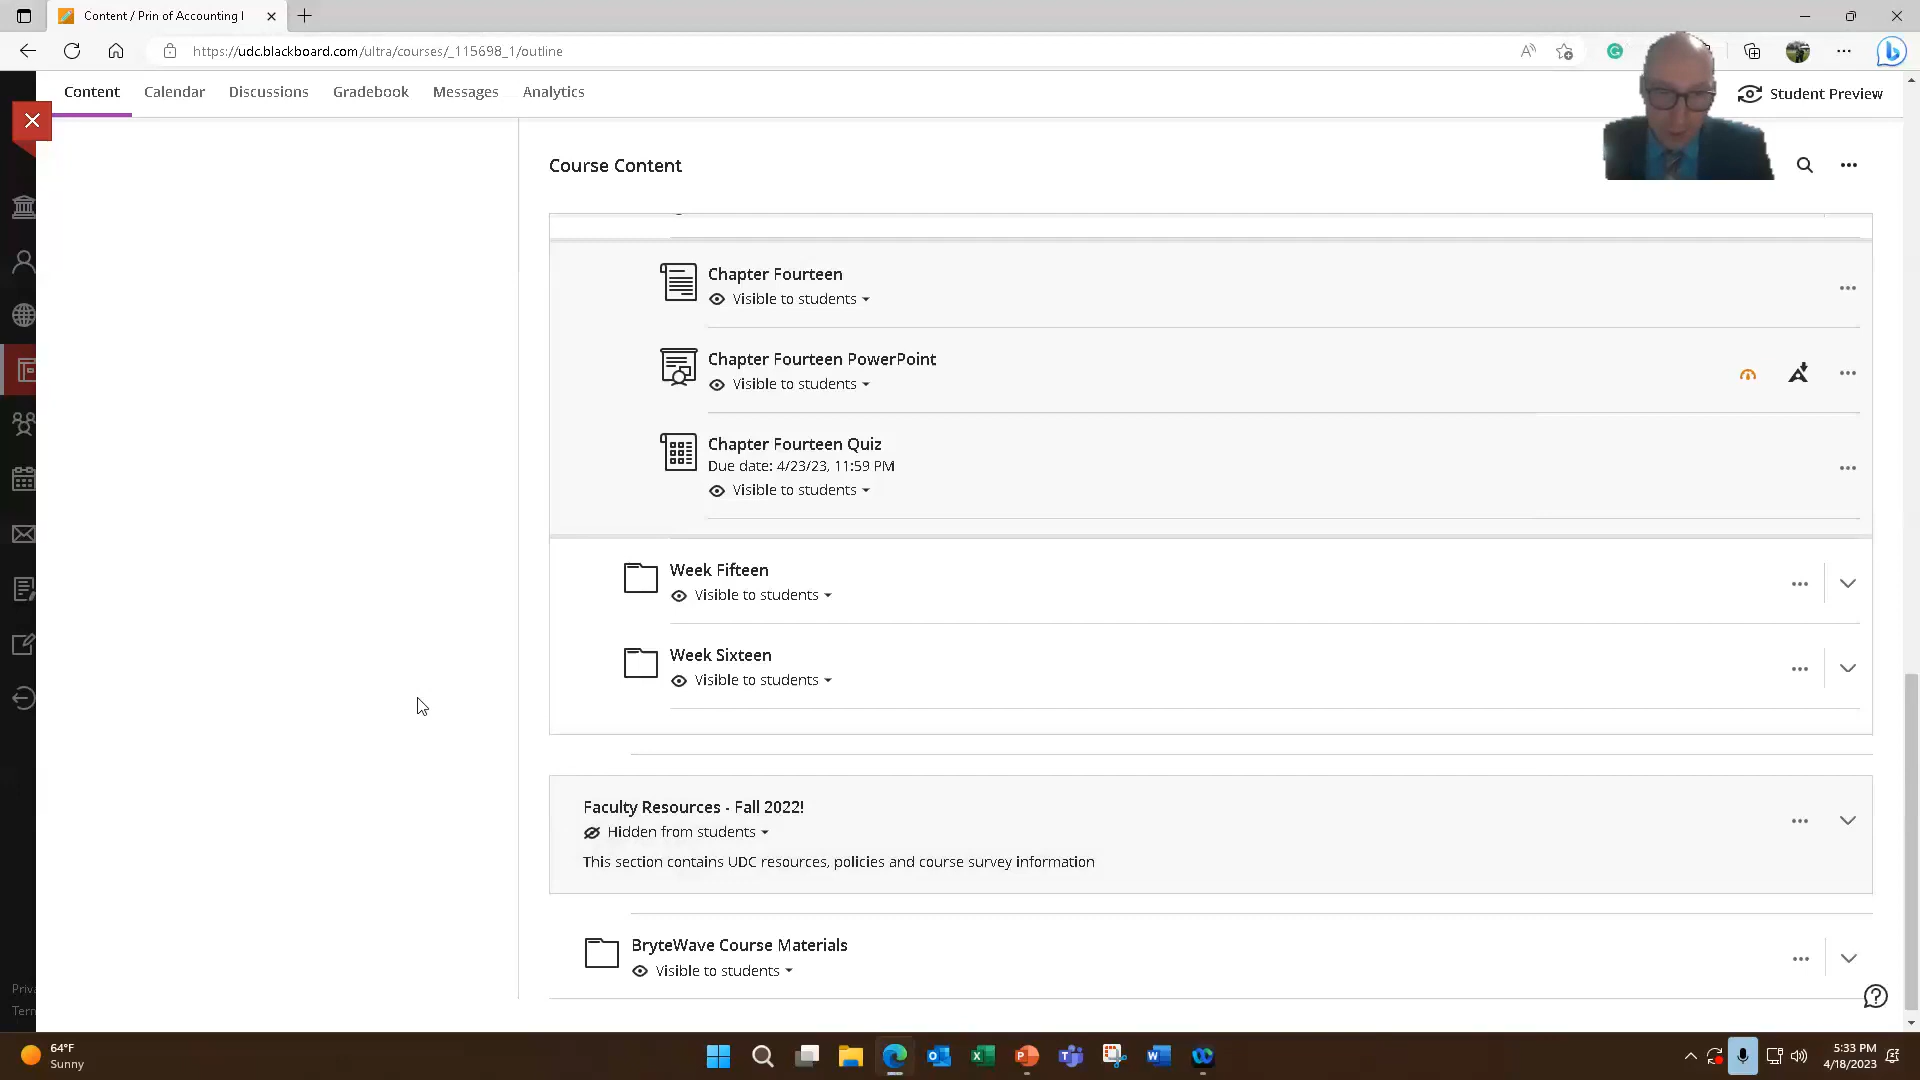 Content / Prin of Accounting I
https://udc.blackboard.com/ultra/courses/_115698_1/outline
Content Calendar Discussions Gradebook Messages Analytics
Student Preview
Course Content
Chapter Fourteen
Visible to students
Chapter Fourteen PowerPoint
Visible to students
Chapter Fourteen Quiz
Due date: 4/23/23, 11:59 PM
Visible to students
Week Fifteen
Visible to students
Week Sixteen
Visible to students
Faculty Resources - Fall 2022!
Hidden from students
This section contains UDC resources, policies and course survey information
BryteWave Course Materials
Visible to students
64°F
Sunny
5:33 PM
4/18/2023